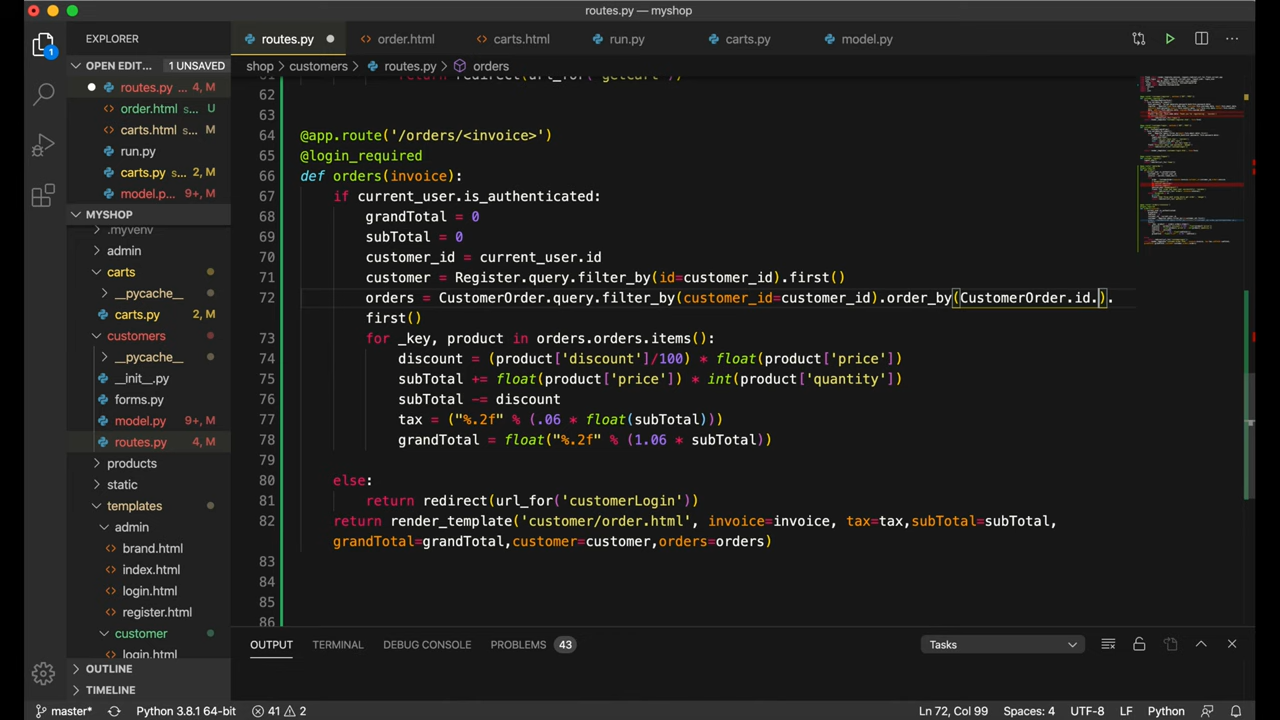 routes.py — myshop
EXPLORER
routes.py
order.html
carts.html
run.py
carts.py
model.py
OPEN EDIT... 1 UNSAVED
shop > customers > routes.py > orders
routes.py ... 4, M
order.html s... U
carts.html s... M
run.py
carts.py s... 2, M
model.p... 9+, M
MYSHOP
.myvenv
admin
carts
__pycache__
carts.py 2, M
customers
__pycache__
__init__.py
forms.py
model.py 9+, M
routes.py 4, M
products
static
templates
admin
brand.html
index.html
login.html
register.html
customer
login.html
OUTLINE
TIMELINE
61 return redirect(url_for('getCart'))
62
63
64 @app.route('/orders/<invoice>')
65 @login_required
66 def orders(invoice):
67 if current_user.is_authenticated:
68 grandTotal = 0
69 subTotal = 0
70 customer_id = current_user.id
71 customer = Register.query.filter_by(id=customer_id).first()
72 orders = CustomerOrder.query.filter_by(customer_id=customer_id).order_by(CustomerOrder.id.).
first()
73 for _key, product in orders.orders.items():
74 discount = (product['discount']/100) * float(product['price'])
75 subTotal += float(product['price']) * int(product['quantity'])
76 subTotal -= discount
77 tax = ("%.2f" % (.06 * float(subTotal)))
78 grandTotal = float("%.2f" % (1.06 * subTotal))
79
80 else:
81 return redirect(url_for('customerLogin'))
82 return render_template('customer/order.html', invoice=invoice, tax=tax,subTotal=subTotal,
grandTotal=grandTotal,customer=customer,orders=orders)
83
84
85
86
OUTPUT TERMINAL DEBUG CONSOLE PROBLEMS 43 Tasks
master* Python 3.8.1 64-bit 41 2 Ln 72, Col 99 Spaces: 4 UTF-8 LF Python
1